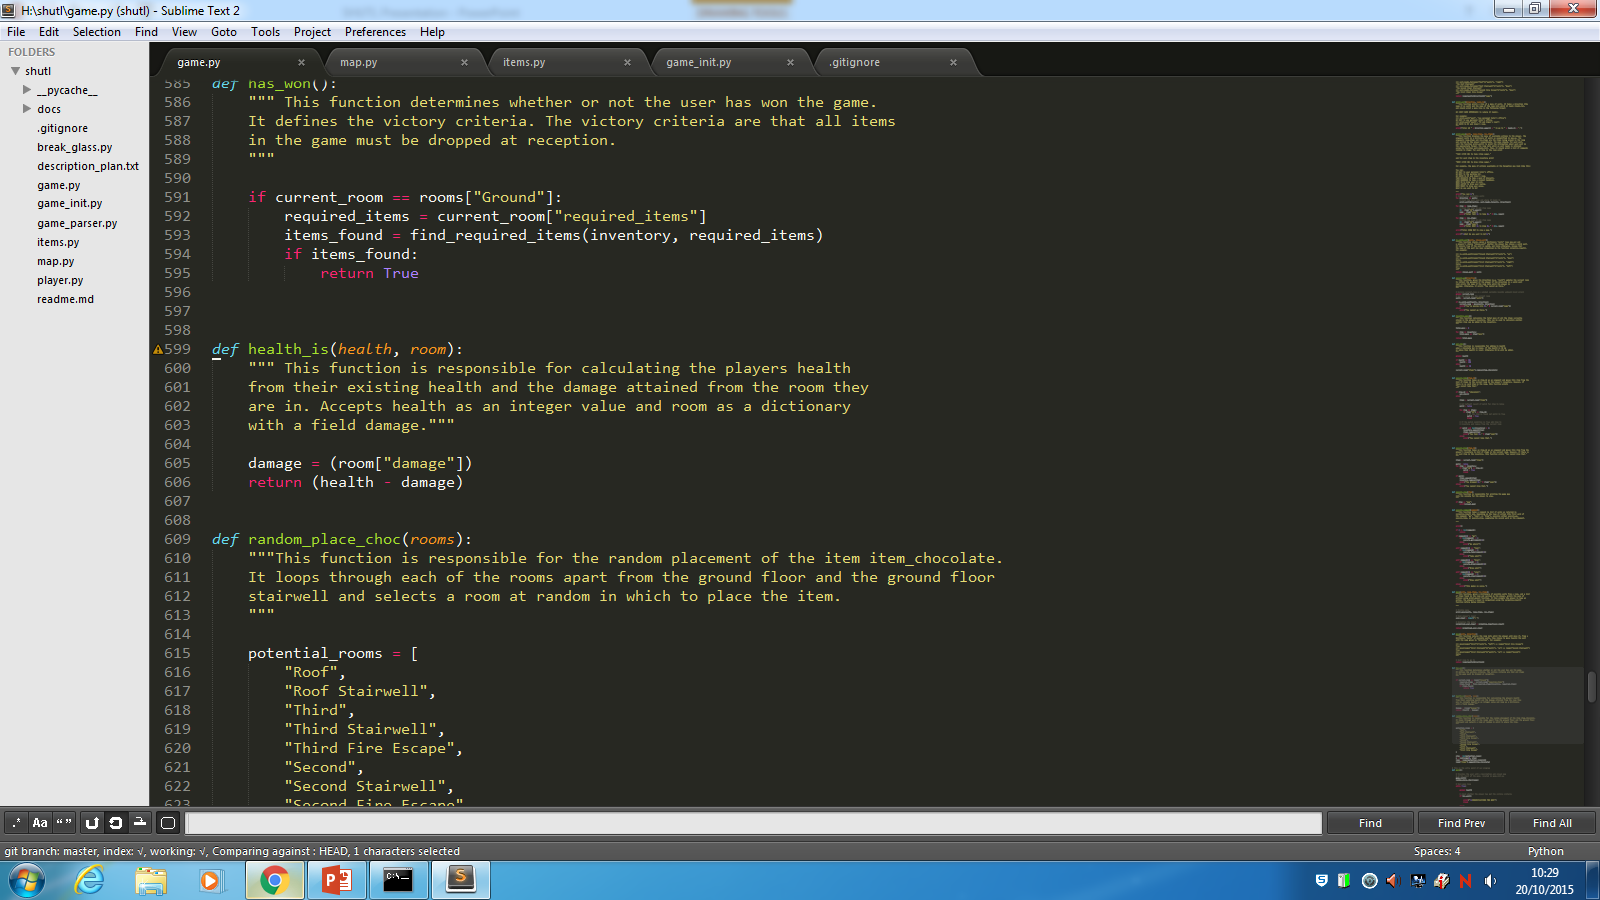 H:\shutl\game.py (shutl) - Sublime Text 2
File Edit Selection Find View Goto Tools Project Preferences Help
FOLDERS
shutl
__pycache__
docs
.gitignore
break_glass.py
description_plan.txt
game.py
game_init.py
game_parser.py
items.py
map.py
player.py
readme.md
game.py × map.py × items.py × game_init.py × .gitignore ×
585 def has_won():
586 """ This function determines whether or not the user has won the game.
587 It defines the victory criteria. The victory criteria are that all items
588 in the game must be dropped at reception.
589 """
590
591 if current_room == rooms["Ground"]:
592 required_items = current_room["required_items"]
593 items_found = find_required_items(inventory, required_items)
594 if items_found:
595 return True
596
597
598
599 def health_is(health, room):
600 """ This function is responsible for calculating the players health
601 from their existing health and the damage attained from the room they
602 are in. Accepts health as an integer value and room as a dictionary
603 with a field damage."""
604
605 damage = (room["damage"])
606 return (health - damage)
607
608
609 def random_place_choc(rooms):
610 """This function is responsible for the random placement of the item item_chocolate.
611 It loops through each of the rooms apart from the ground floor and the ground floor
612 stairwell and selects a room at random in which to place the item.
613 """
614
615 potential_rooms = [
616 "Roof",
617 "Roof Stairwell",
618 "Third",
619 "Third Stairwell",
620 "Third Fire Escape",
621 "Second",
622 "Second Stairwell",
623 "Second Fire Escape"
.* Aa “ ” Find Find Prev Find All
git branch: master, index: √, working: √, Comparing against : HEAD, 1 characters selected Spaces: 4 Python
10:29
20/10/2015